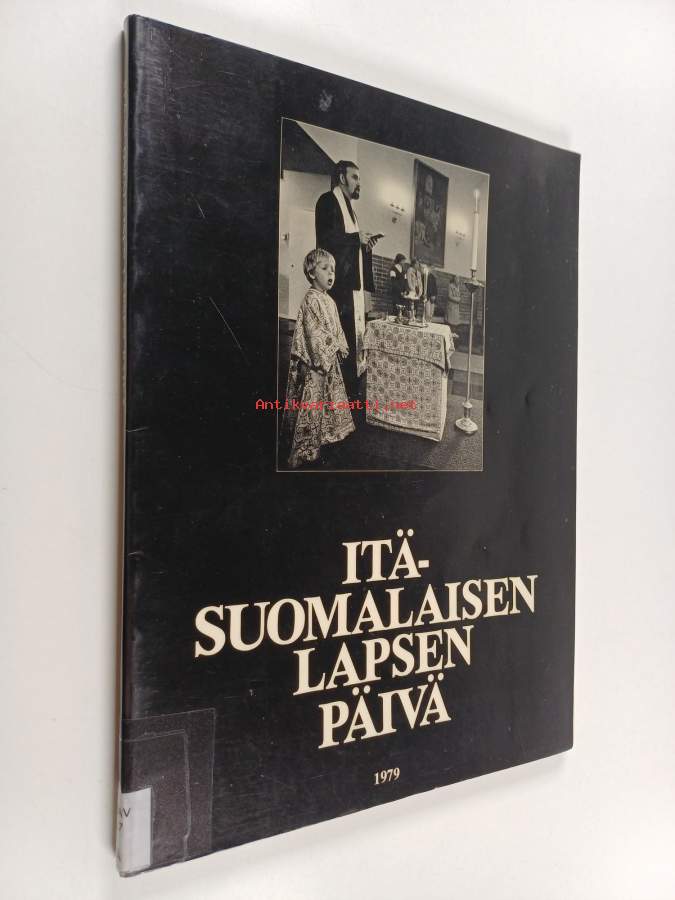 Antikvariaatti.net
ITÄ-
SUOMALAISEN
LAPSEN
PÄIVÄ
1979